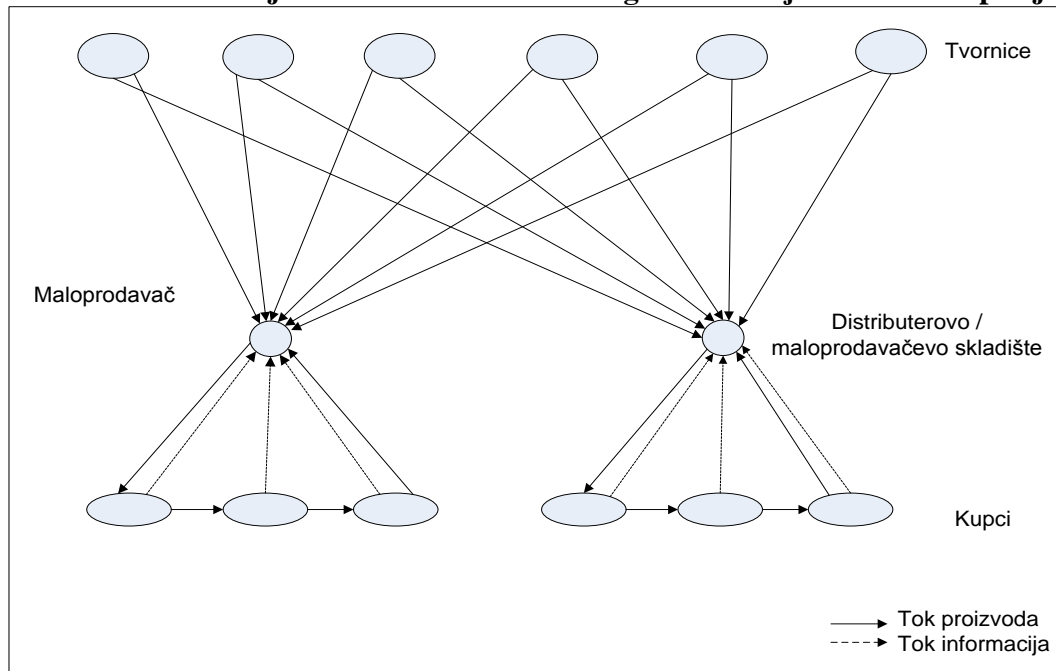 Tvornice
Maloprodavač
Distributerovo /
maloprodavačevo skladište
Kupci
Tok proizvoda
Tok informacija